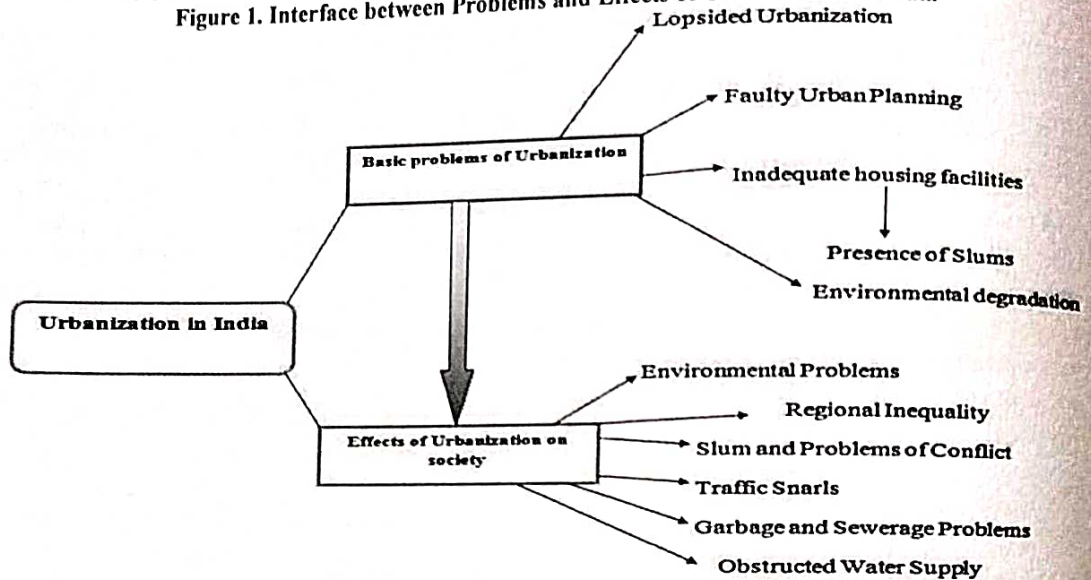 Figure 1. Interface between Problems and Effects of
Lopsided Urbanization
Faulty Urban Planning
Basic problems of Urbanization
Inadequate housing facilities
Presence of Slums
Environmental degradation
Urbanization in India
Environmental Problems
Regional Inequality
Effects of Urbanization on
society
Slum and Problems of Conflict
Traffic Snarls
Garbage and Sewerage Problems
Obstructed Water Supply